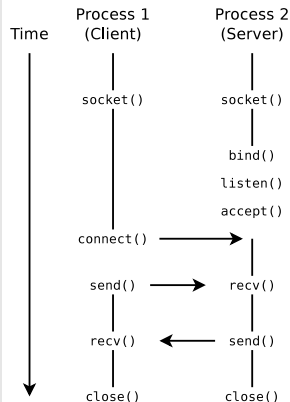 Process 1
(Client)
Process 2
(Server)
Time
socket()
socket()
bind()
listen()
accept()
connect()
send()
recv()
recv()
send()
close()
close()